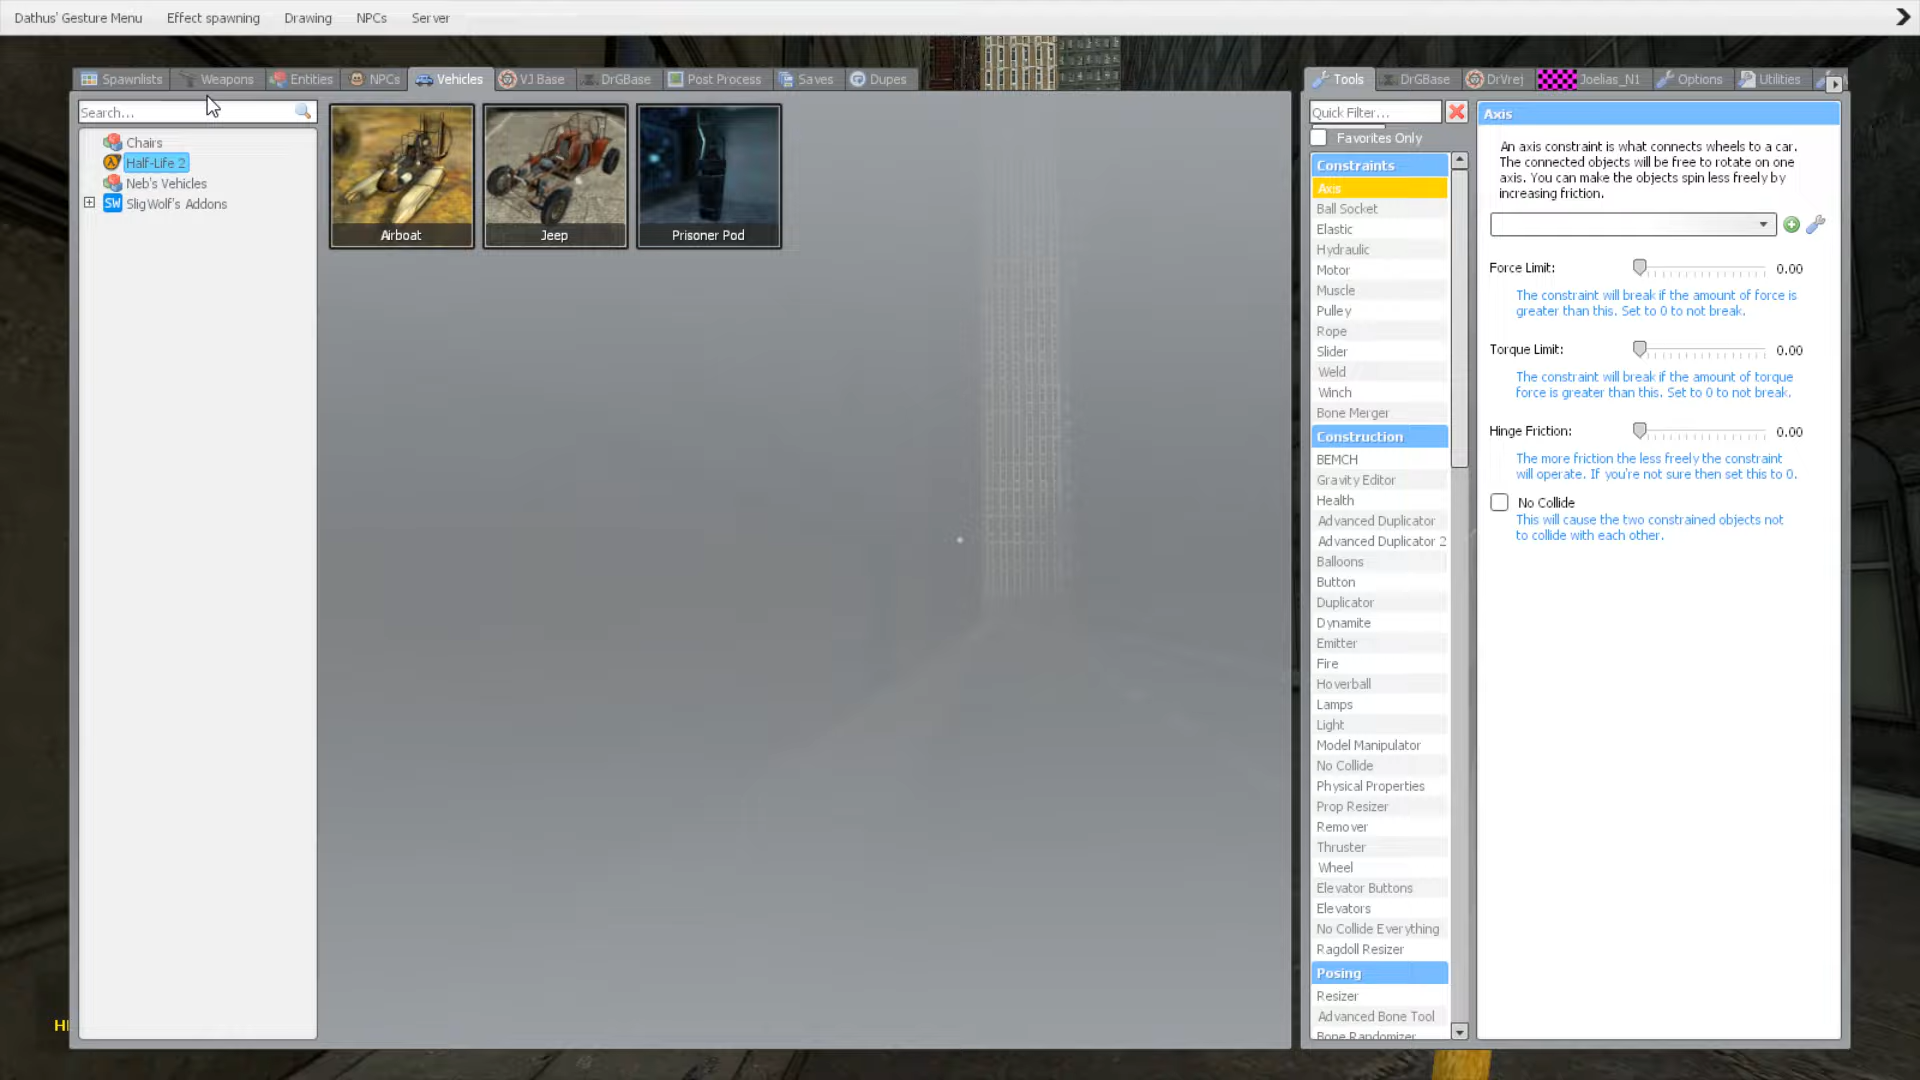 Dathus' Gesture Menu Effect spawning Drawing NPCs Server
Spawnlists Weapons Entities NPCs Vehicles VJ Base DrGBase Post Process Saves Dupes
Search...
Chairs
Half-Life 2
Neb's Vehicles
SW SligWolf's Addons
Airboat Jeep Prisoner Pod
Tools DrGBase DrVrej Joelias_N1 Options Utilities
Quick Filter...
Favorites Only
Constraints
Axis
Ball Socket
Elastic
Hydraulic
Motor
Muscle
Pulley
Rope
Slider
Weld
Winch
Bone Merger
Construction
BEMCH
Gravity Editor
Health
Advanced Duplicator
Advanced Duplicator 2
Balloons
Button
Duplicator
Dynamite
Emitter
Fire
Hoverball
Lamps
Light
Model Manipulator
No Collide
Physical Properties
Prop Resizer
Remover
Thruster
Wheel
Elevator Buttons
Elevators
No Collide Everything
Ragdoll Resizer
Posing
Resizer
Advanced Bone Tool
Bone Randomizer
Axis
An axis constraint is what connects wheels to a car.
The connected objects will be free to rotate on one
axis. You can make the objects spin less freely by
increasing friction.
Force Limit: 0.00
The constraint will break if the amount of force is
greater than this. Set to 0 to not break.
Torque Limit: 0.00
The constraint will break if the amount of torque
force is greater than this. Set to 0 to not break.
Hinge Friction: 0.00
The more friction the less freely the constraint
will operate. If you're not sure then set this to 0.
No Collide
This will cause the two constrained objects not
to collide with each other.